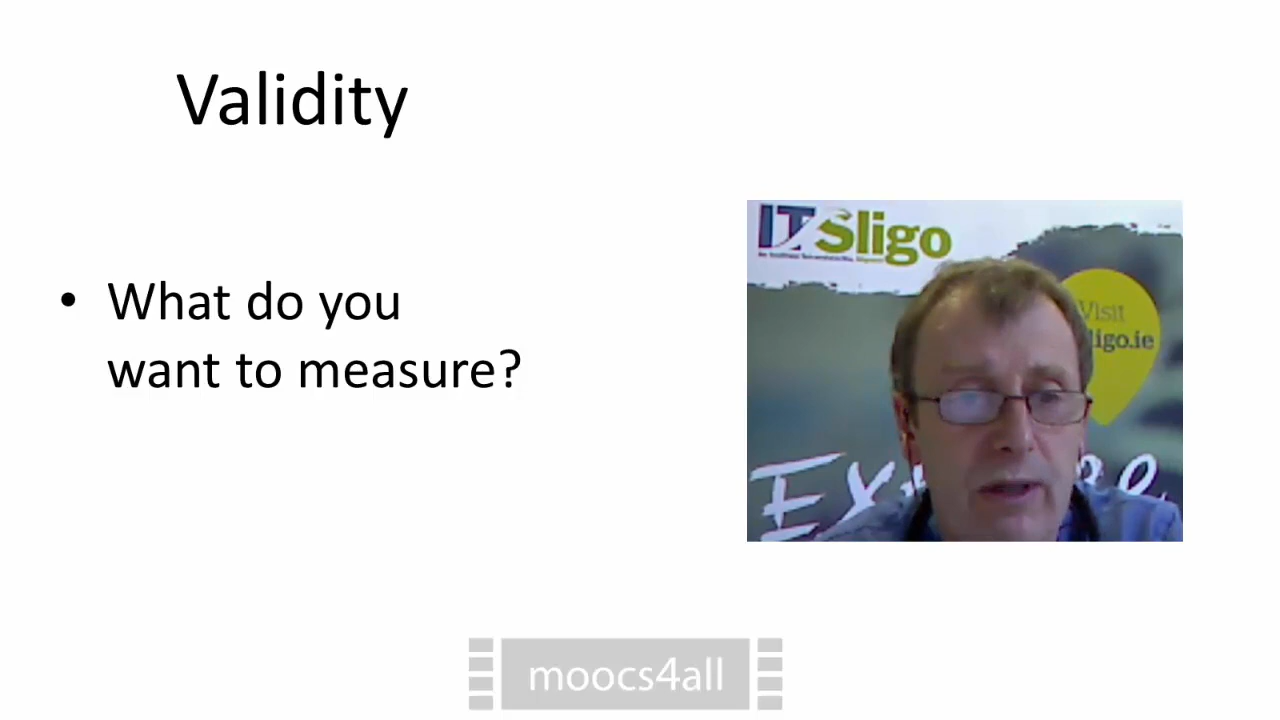 Validity
• What do you
want to measure?
IT Sligo
Visit
ligo.ie
moocs4all